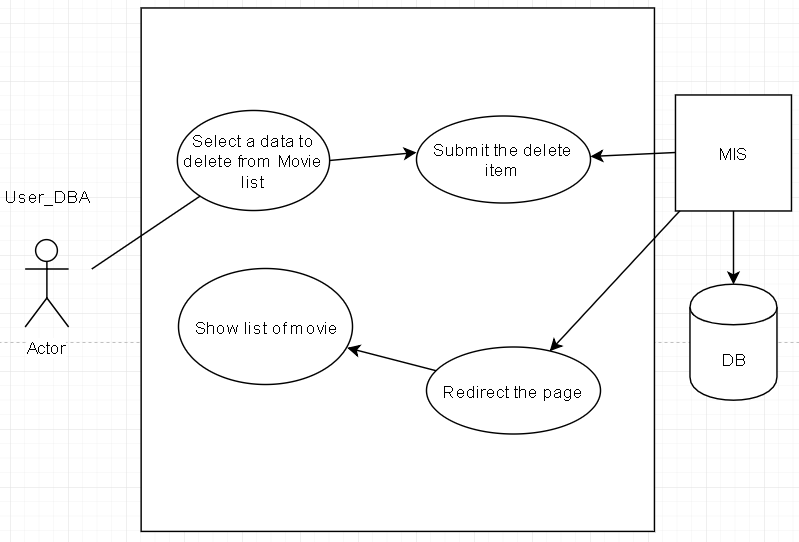 Select a data to
delete from Movie
list
Submit the delete
item
MIS
User_DBA
Actor
Show list of movie
Redirect the page
DB